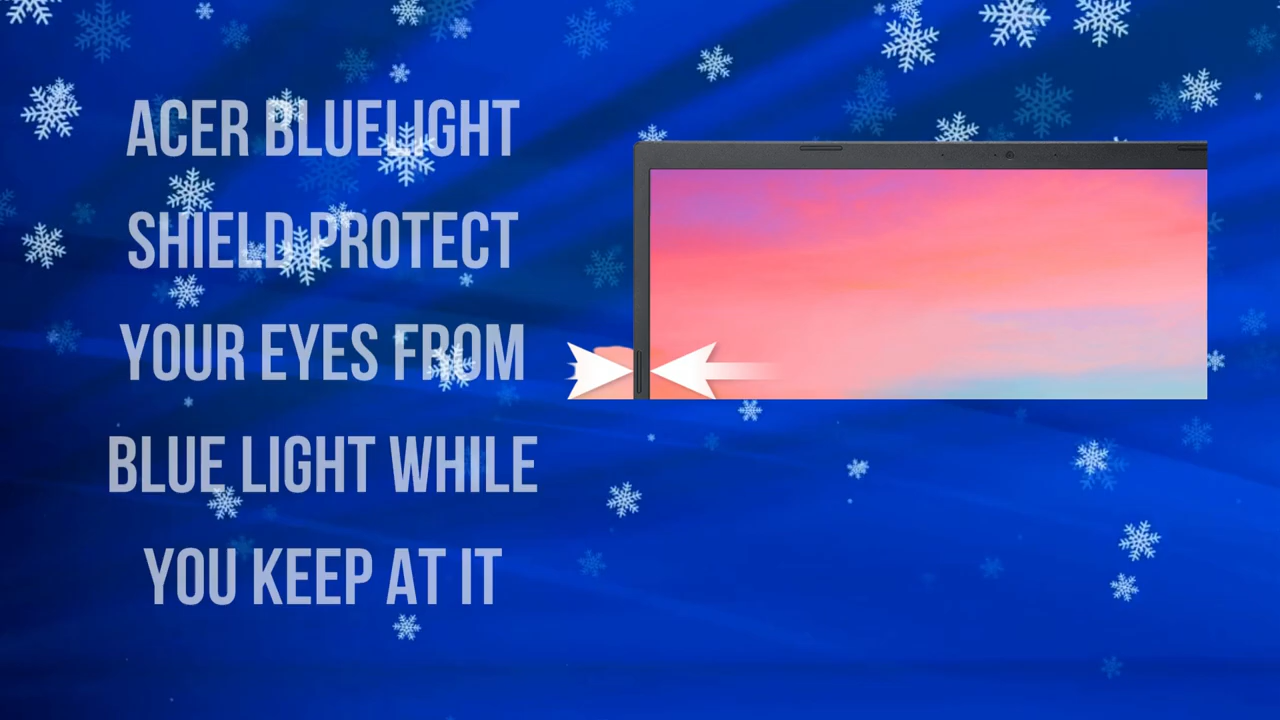 ACER BLUELIGHT
SHIELD PROTECT
YOUR EYES FROM
BLUE LIGHT WHILE
YOU KEEP AT IT